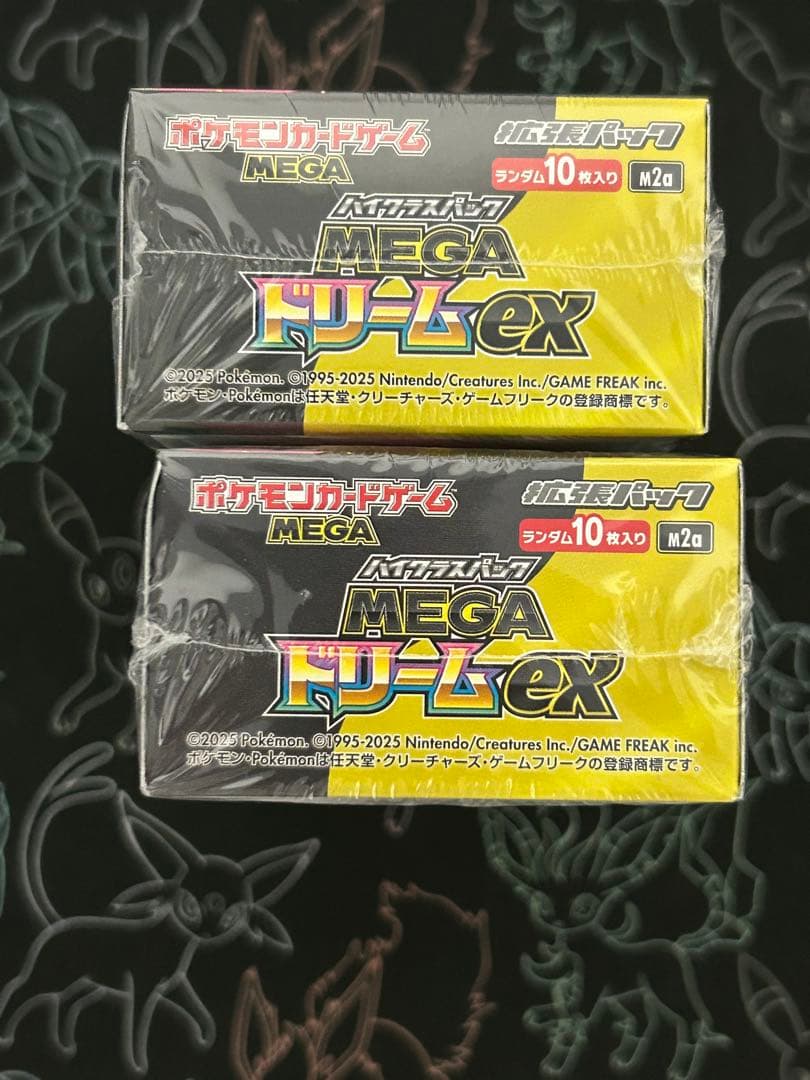 ポケモンカードゲーム
MEGA
拡張パック
ランダム10枚入り M2a
ハイクラスパック
MEGA
ドリームex
©2025 Pokémon. ©1995-2025 Nintendo/Creatures Inc./GAME FREAK inc.
ポケモン・Pokémonは任天堂・クリーチャーズ・ゲームフリークの登録商標です。
ポケモンカードゲーム
MEGA
拡張パック
ランダム10枚入り M2a
ハイクラスパック
MEGA
ドリームex
©2025 Pokémon. ©1995-2025 Nintendo/Creatures Inc./GAME FREAK inc.
ポケモン・Pokémonは任天堂・クリーチャーズ・ゲームフリークの登録商標です。